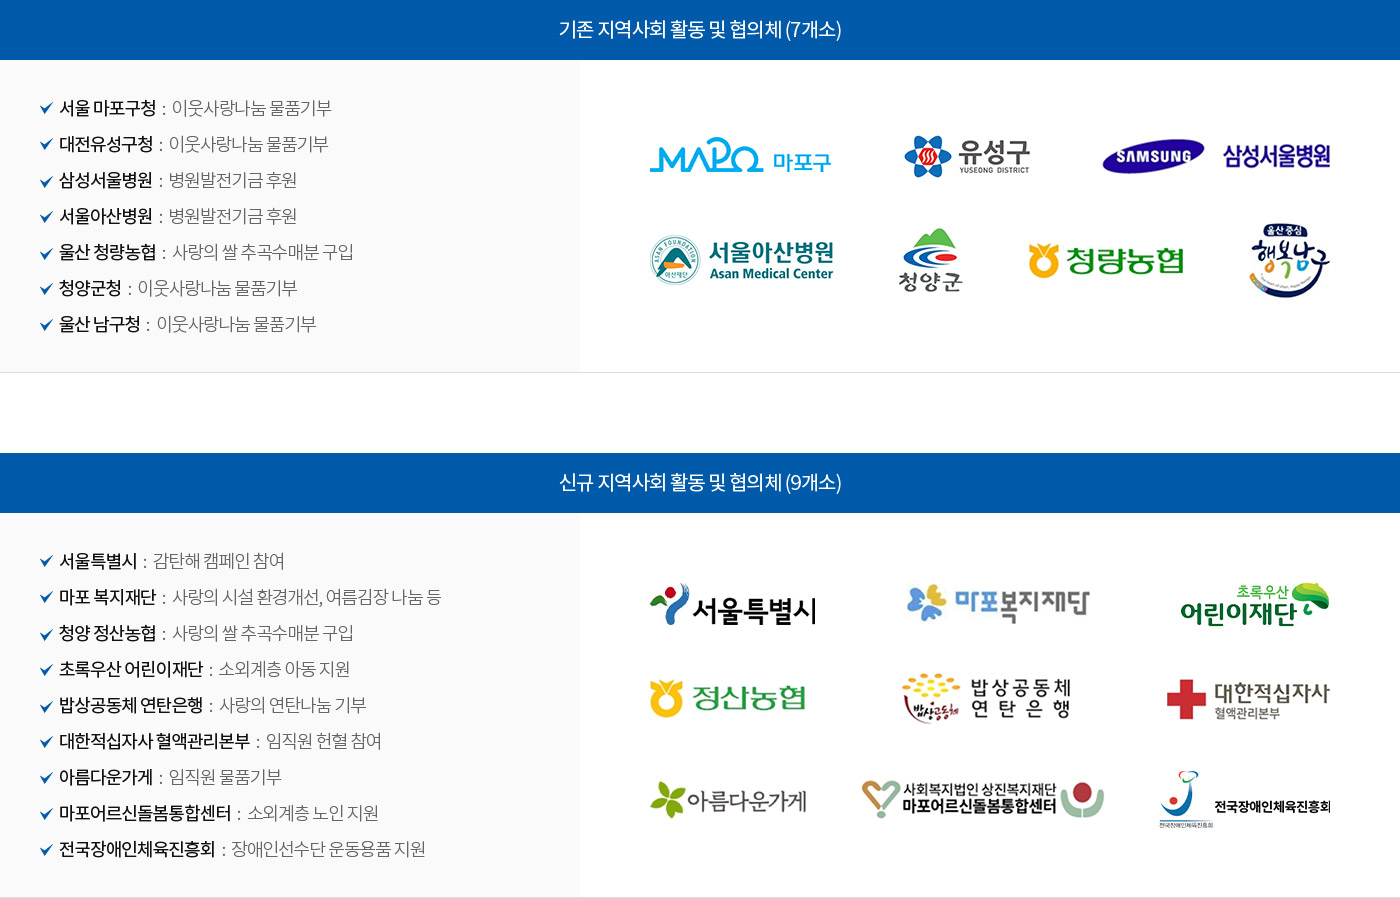 기존 지역사회 활동 및 협의체 (7개소)
서울 마포구청 : 이웃사랑나눔 물품기부
대전유성구청 : 이웃사랑나눔 물품기부
삼성서울병원 : 병원발전기금 후원
서울아산병원 : 병원발전기금 후원
울산 청량농협 : 사랑의 쌀 추곡수매분 구입
청양군청 : 이웃사랑나눔 물품기부
울산 남구청 : 이웃사랑나눔 물품기부
MAPO 마포구
유성구
YUSEONG DISTRICT
SAMSUNG 삼성서울병원
ASAN FOUNDATION
아산재단
서울아산병원
Asan Medical Center
청양군
청량농협
울산 중심
행복남구
신규 지역사회 활동 및 협의체 (9개소)
서울특별시 : 감탄해 캠페인 참여
마포 복지재단 : 사랑의 시설 환경개선, 여름김장 나눔 등
청양 정산농협 : 사랑의 쌀 추곡수매분 구입
초록우산 어린이재단 : 소외계층 아동 지원
밥상공동체 연탄은행 : 사랑의 연탄나눔 기부
대한적십자사 혈액관리본부 : 임직원 헌혈 참여
아름다운가게 : 임직원 물품기부
마포어르신돌봄통합센터 : 소외계층 노인 지원
전국장애인체육진흥회 : 장애인선수단 운동용품 지원
서울특별시
마포복지재단
초록우산
어린이재단
정산농협
밥상공동체
밥상공동체
연탄은행
대한적십자사
혈액관리본부
아름다운가게
사회복지법인 상진복지재단
마포어르신돌봄통합센터
전국장애인체육진흥회
전국장애인체육진흥회